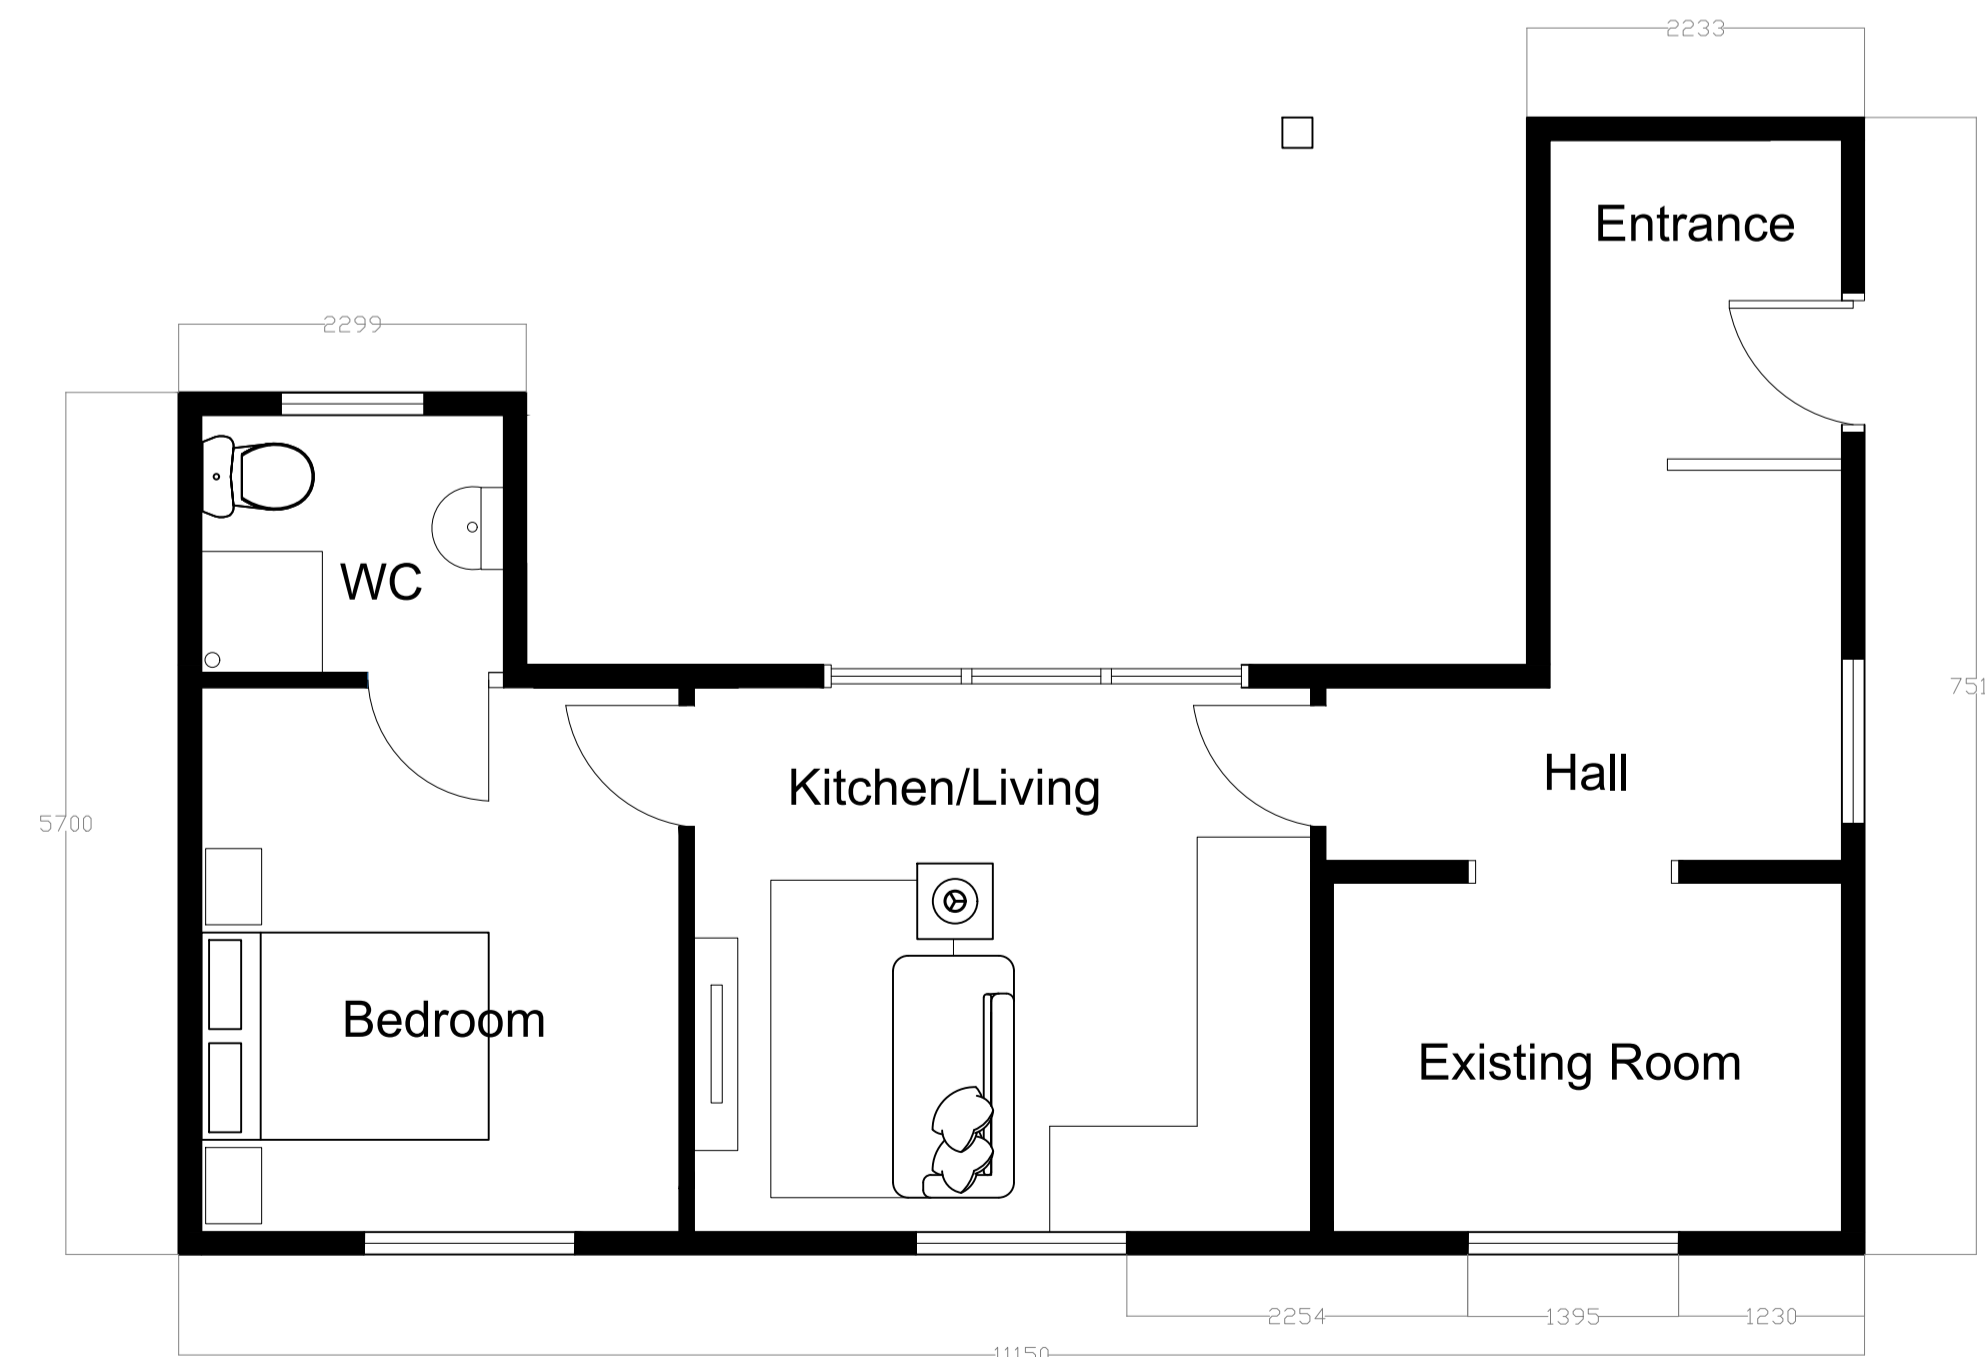 2233
Entrance
2299
WC
751
Hall
Kitchen/Living
5700
Bedroom
Existing Room
2254
1395
1230
11150